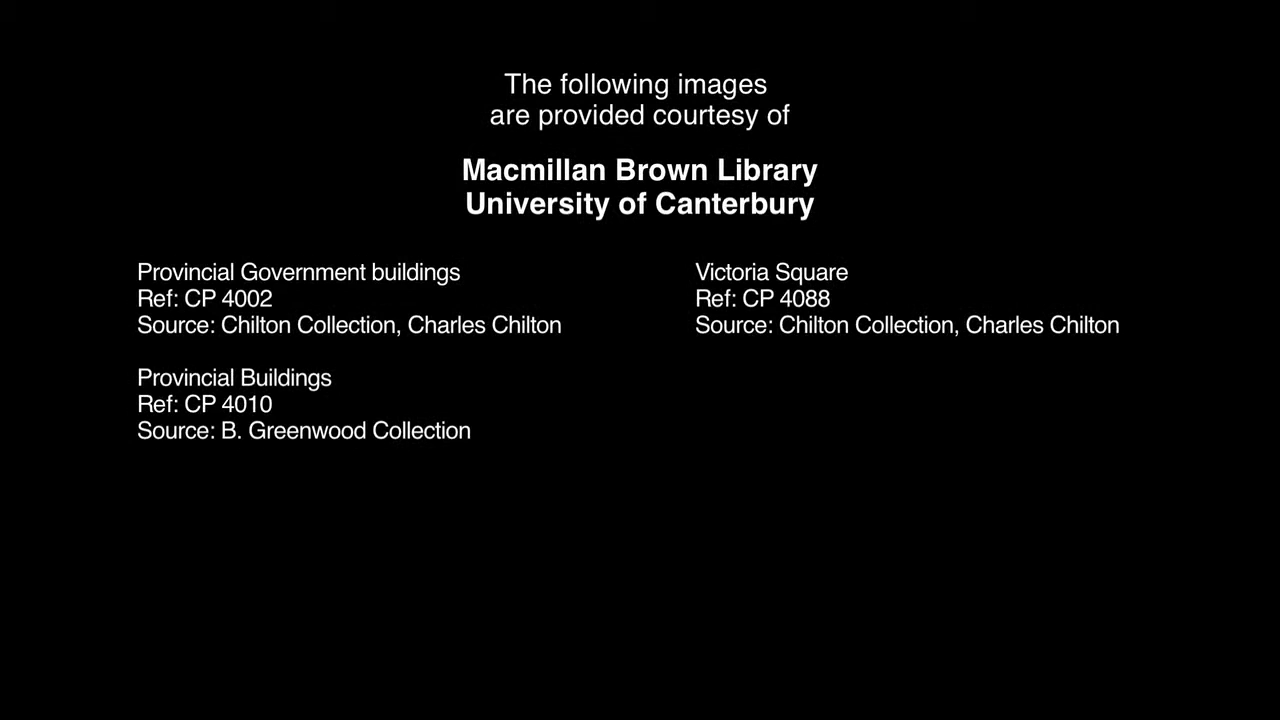 The following images
are provided courtesy of
Macmillan Brown Library
University of Canterbury
Provincial Government buildings
Ref: CP 4002
Source: Chilton Collection, Charles Chilton
Provincial Buildings
Ref: CP 4010
Source: B. Greenwood Collection
Victoria Square
Ref: CP 4088
Source: Chilton Collection, Charles Chilton